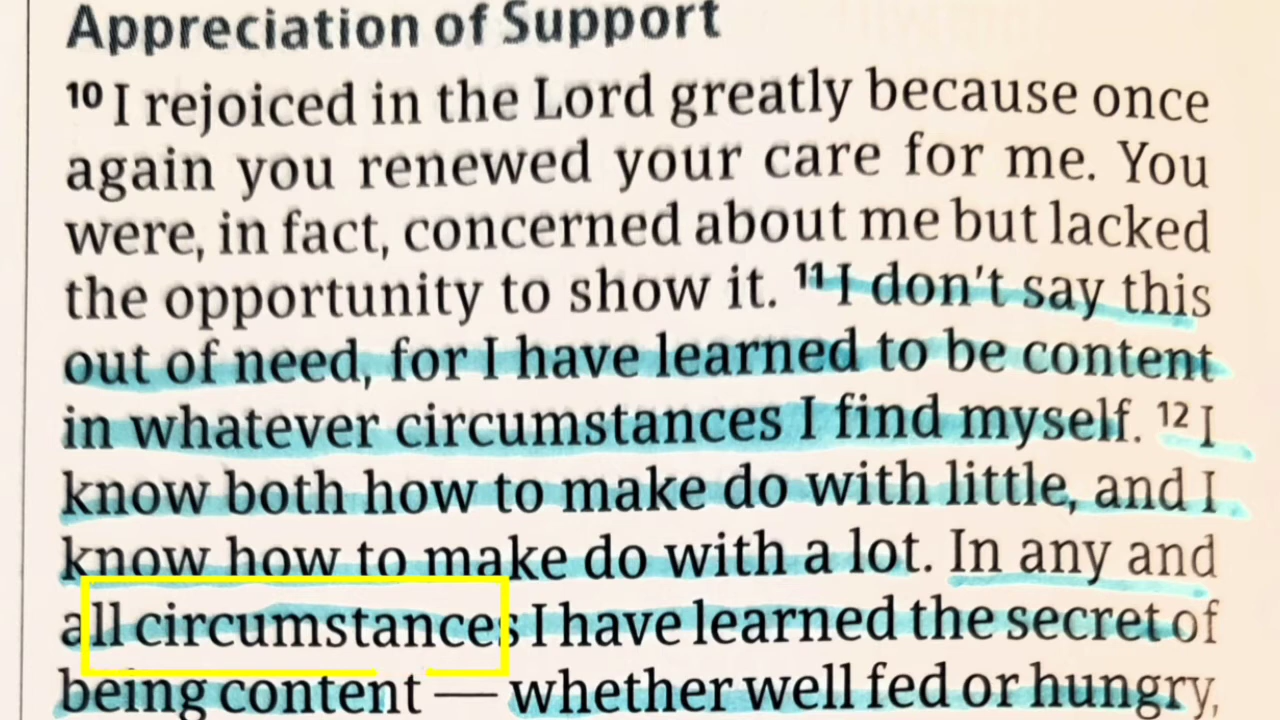 Appreciation of Support
10 I rejoiced in the Lord greatly because once
again you renewed your care for me. You
were, in fact, concerned about me but lacked
the opportunity to show it. 11 I don't say this
out of need, for I have learned to be content
in whatever circumstances I find myself. 12 I
know both how to make do with little, and I
know how to make do with a lot. In any and
all circumstances I have learned the secret of
being content — whether well fed or hungry,